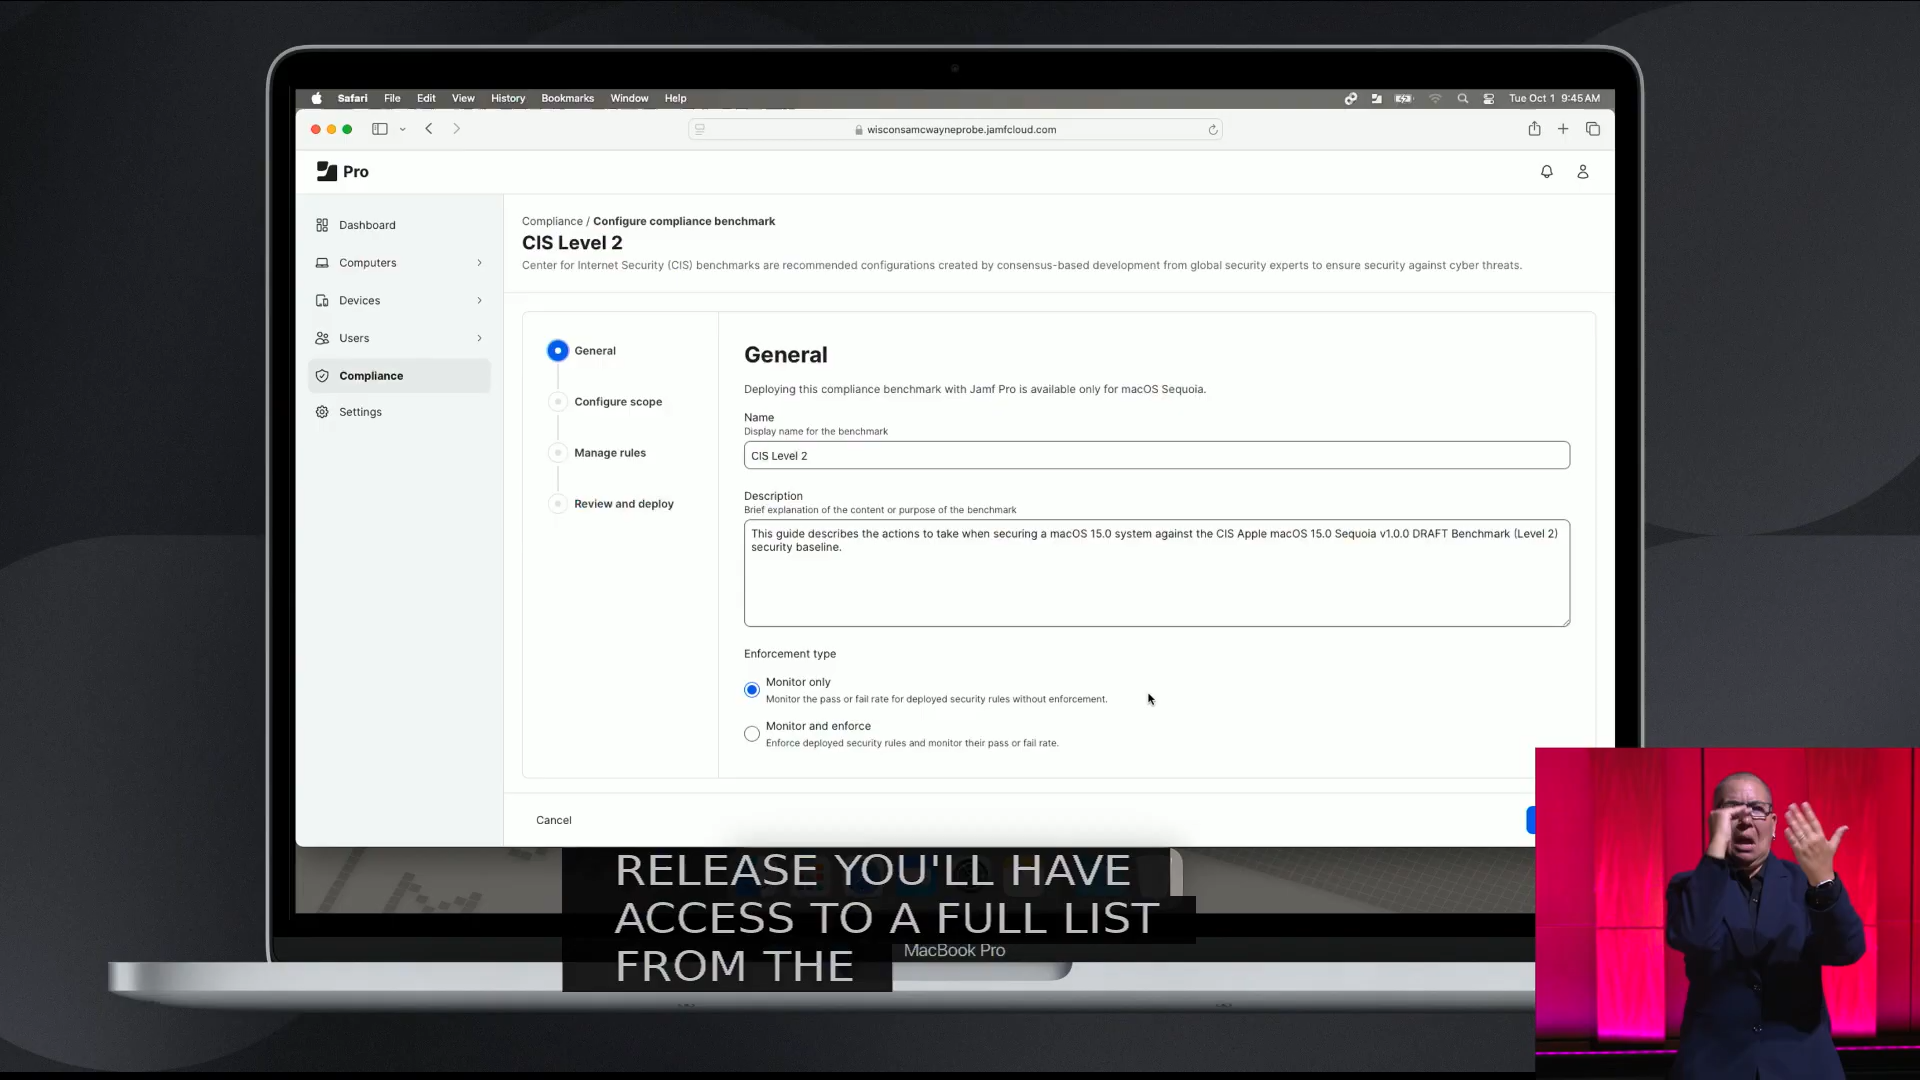 Safari File Edit View History Bookmarks Window Help
Tue Oct 1 9:45 AM
wisconsamcwayneprobe.jamfcloud.com
Pro
Dashboard
Computers
Devices
Users
Compliance
Settings
Compliance / Configure compliance benchmark
CIS Level 2
Center for Internet Security (CIS) benchmarks are recommended configurations created by consensus-based development from global security experts to ensure security against cyber threats.
General
Configure scope
Manage rules
Review and deploy
General
Deploying this compliance benchmark with Jamf Pro is available only for macOS Sequoia.
Name
Display name for the benchmark
CIS Level 2
Description
Brief explanation of the content or purpose of the benchmark
This guide describes the actions to take when securing a macOS 15.0 system against the CIS Apple macOS 15.0 Sequoia v1.0.0 DRAFT Benchmark (Level 2)
security baseline.
Enforcement type
Monitor only
Monitor the pass or fail rate for deployed security rules without enforcement.
Monitor and enforce
Enforce deployed security rules and monitor their pass or fail rate.
Cancel
RELEASE YOU'LL HAVE
ACCESS TO A FULL LIST
FROM THE
MacBook Pro